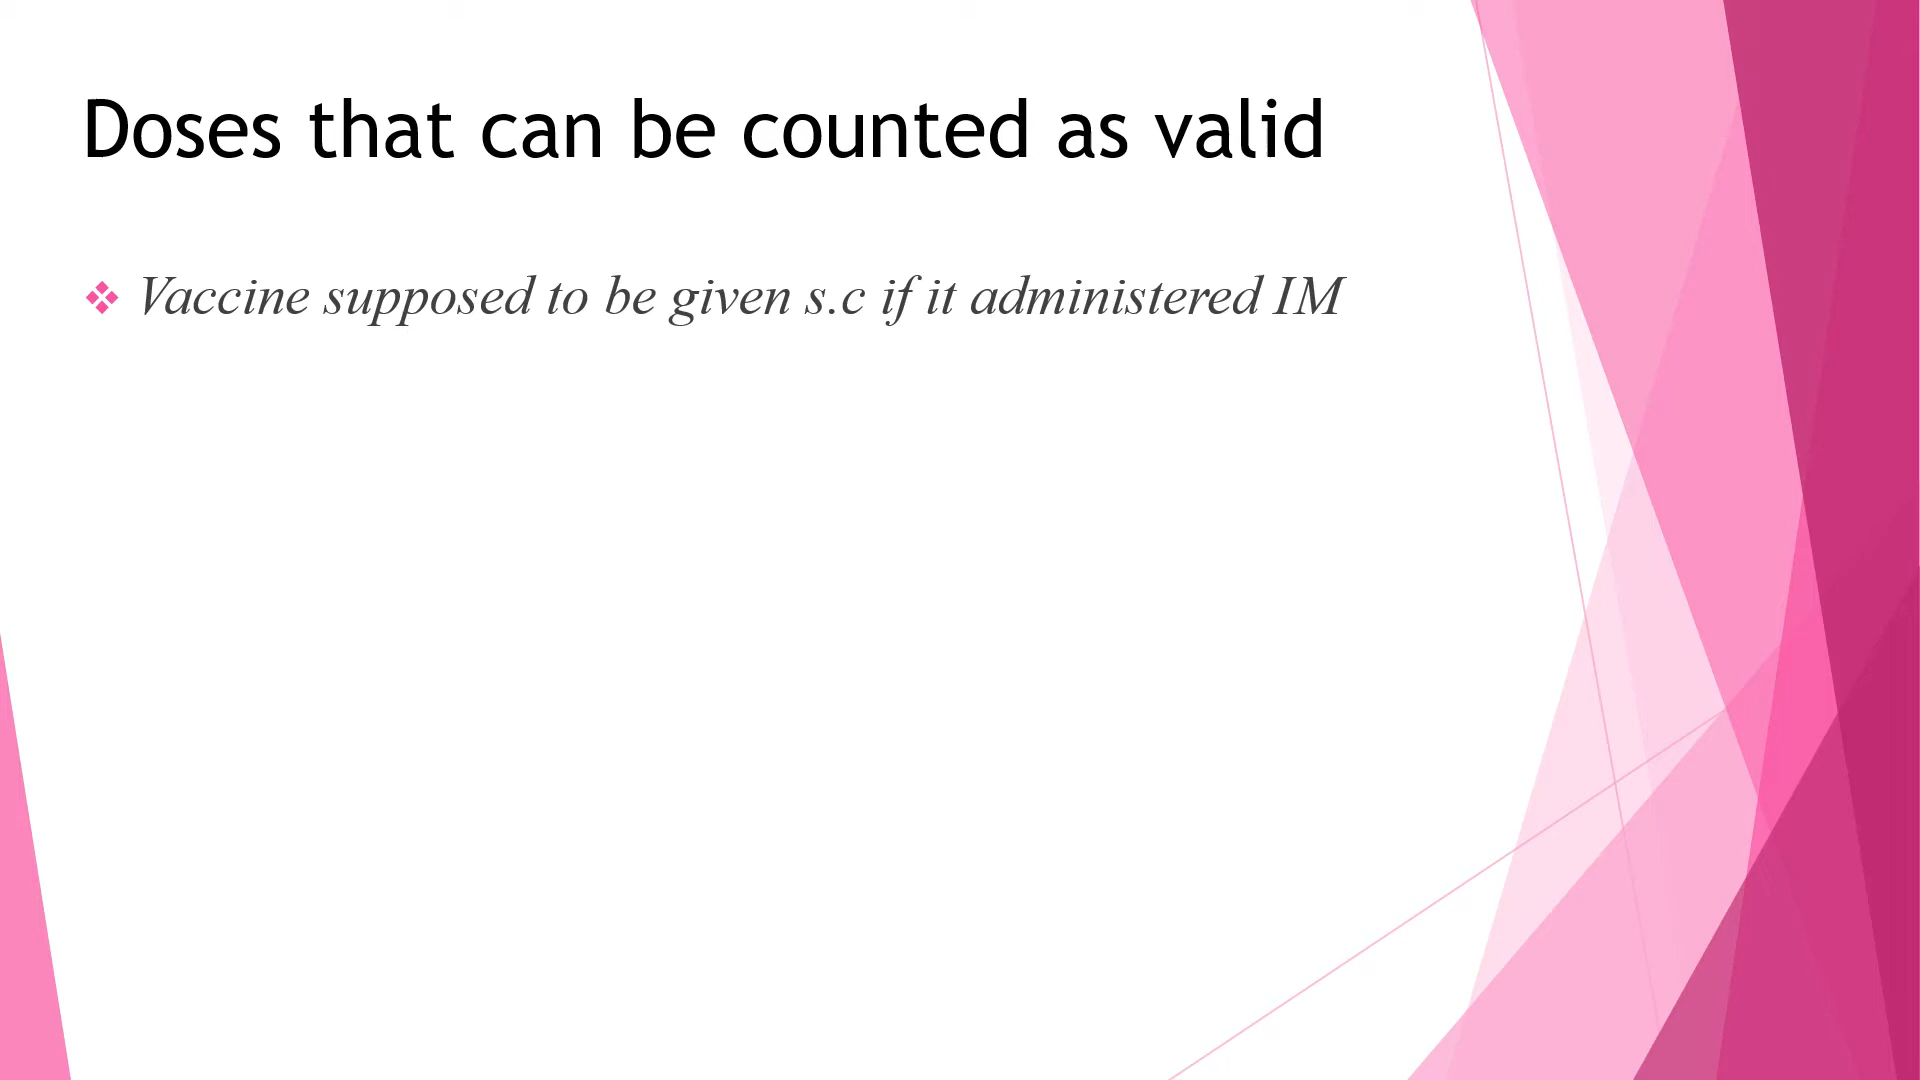 Doses that can be counted as valid
Vaccine supposed to be given s.c if it administered IM